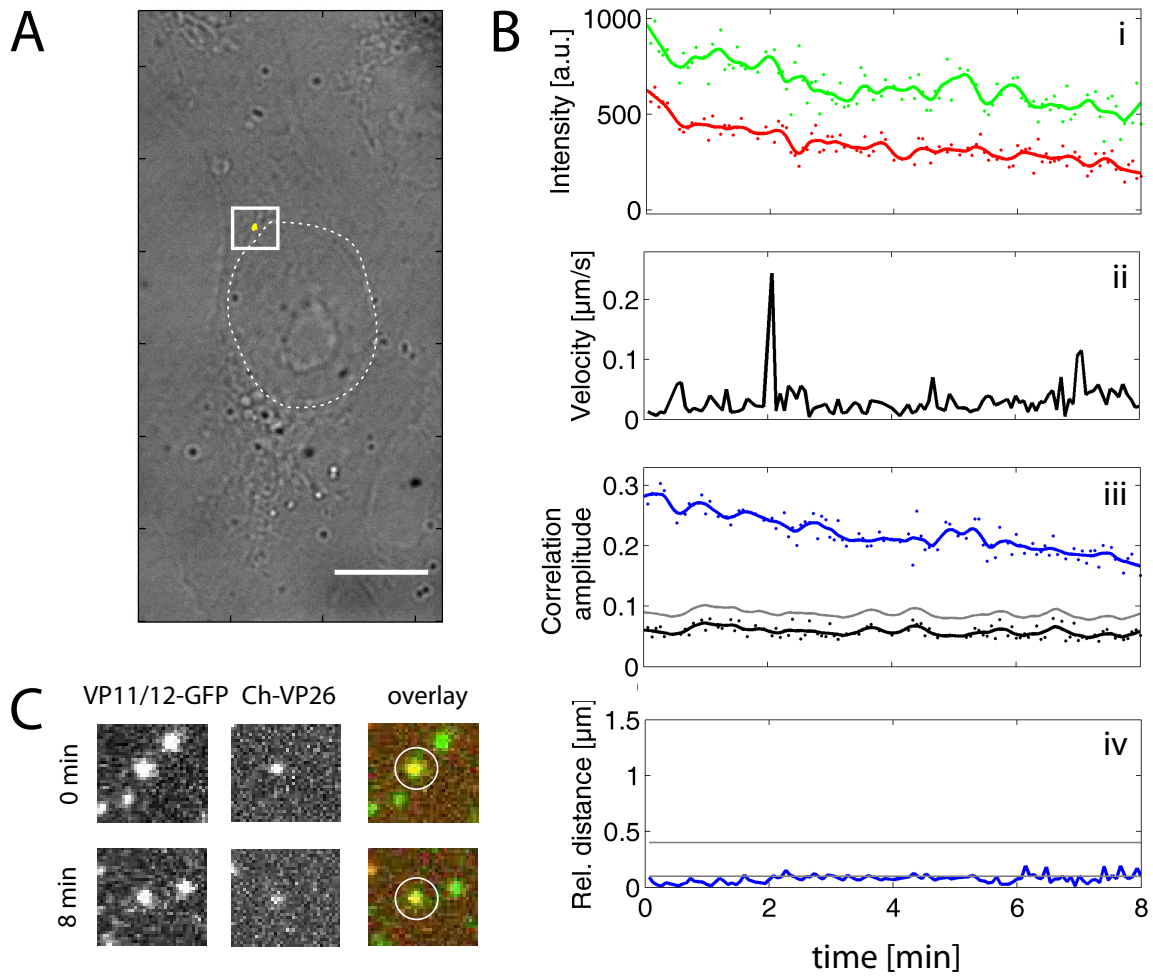 A
B
i
1000
500
0
Intensity [a.u.]
ii
0.2
0.1
0
Velocity [µm/s]
iii
0.3
0.2
0.1
0
Correlation
amplitude
iv
1.5
1
0.5
0
Rel. distance [µm]
0 2 4 6 8
time [min]
C
VP11/12-GFP Ch-VP26 overlay
0 min
8 min